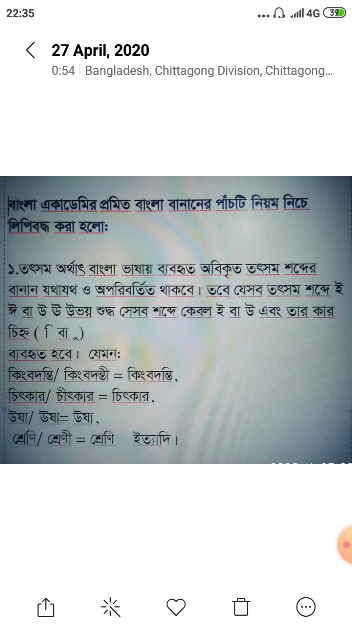 22:35
... 4G 39
27 April, 2020
0:54 | Bangladesh, Chittagong Division, Chittagong...
বাংলা একাডেমির প্রমিত বাংলা বানানের পাঁচটি নিয়ম নিচে
লিপিবদ্ধ করা হলো:
১.তৎসম অর্থাৎ বাংলা ভাষায় ব্যবহৃত অবিকৃত তৎসম শব্দের
বানান যথাযথ ও অপরিবর্তিত থাকবে। তবে যেসব তৎসম শব্দে ই
ঈ বা উ ঊ উভয় শুদ্ধ সেসব শব্দে কেবল ই বা উ এবং তার কার
চিহ্ন ( ি বা ু )
ব্যবহৃত হবে। যেমন:
কিংবদন্তি/ কিংবদন্তী = কিংবদন্তি,
চিৎকার/ চীৎকার = চিৎকার,
উষা/ ঊষা= উষা,
শ্রেণি/ শ্রেণী = শ্রেণি ইত্যাদি।